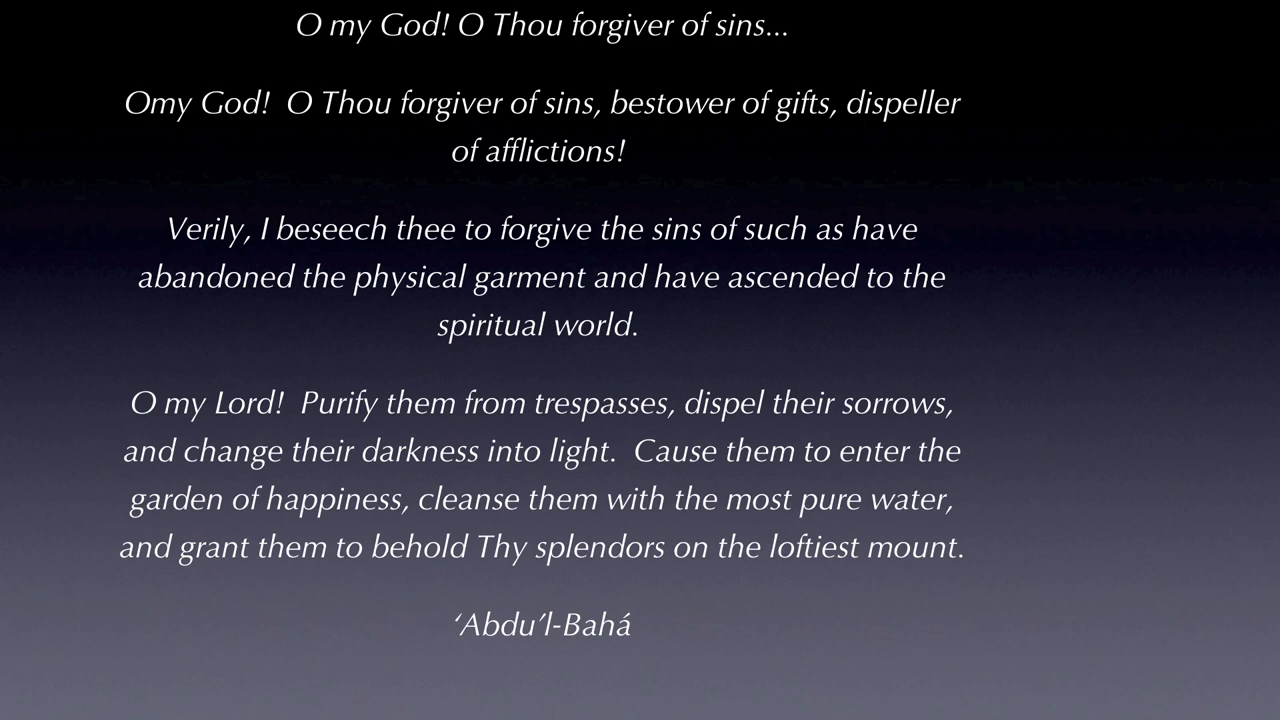 O my God! O Thou forgiver of sins...
Omy God!  O Thou forgiver of sins, bestower of gifts, dispeller
of afflictions!
Verily, I beseech thee to forgive the sins of such as have
abandoned the physical garment and have ascended to the
spiritual world.
O my Lord!  Purify them from trespasses, dispel their sorrows,
and change their darkness into light.  Cause them to enter the
garden of happiness, cleanse them with the most pure water,
and grant them to behold Thy splendors on the loftiest mount.
‘Abdu’l-Bahá